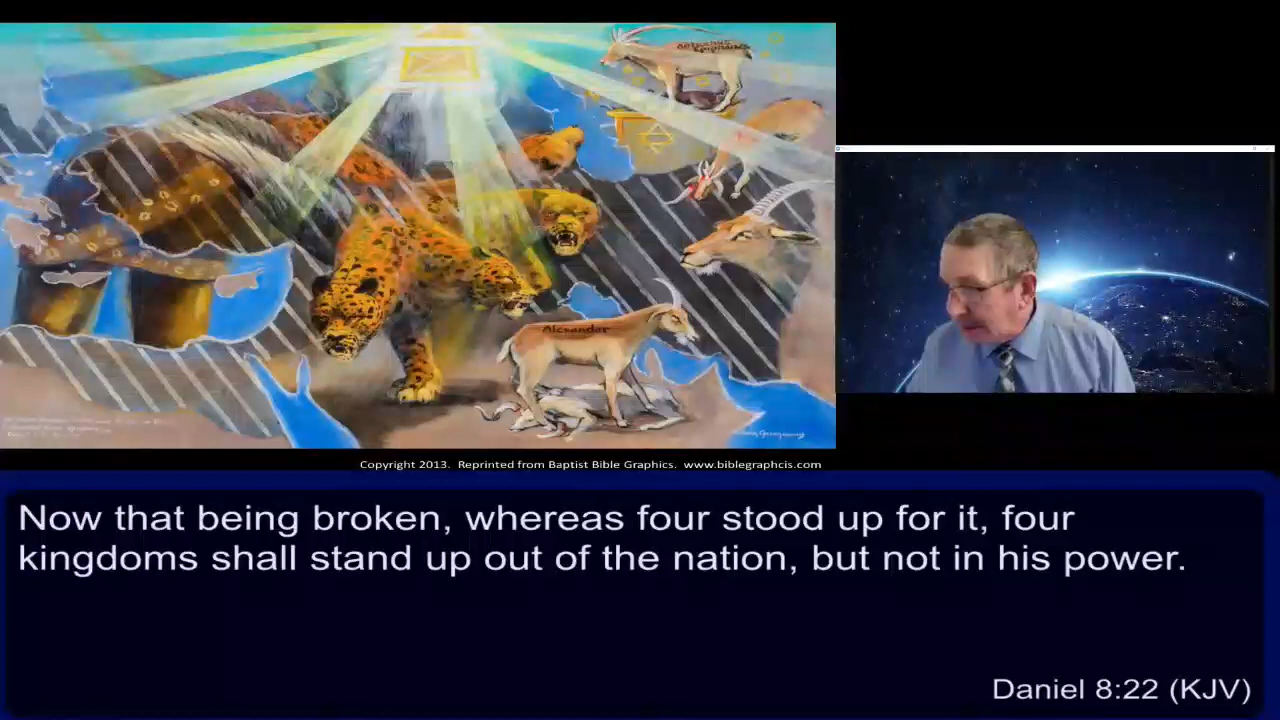 Antiochus
Epiphanes
Alexander
Copyright 2013.  Reprinted from Baptist Bible Graphics.  www.biblegraphcis.com
Now that being broken, whereas four stood up for it, four
kingdoms shall stand up out of the nation, but not in his power.
Daniel 8:22 (KJV)